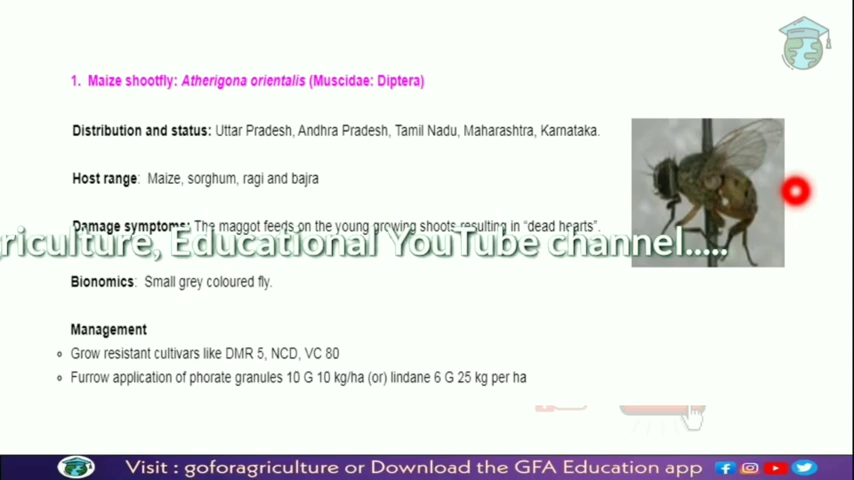 1. Maize shootfly: Atherigona orientalis (Muscidae: Diptera)
Distribution and status: Uttar Pradesh, Andhra Pradesh, Tamil Nadu, Maharashtra, Karnataka.
Host range: Maize, sorghum, ragi and bajra
Damage symptoms: The maggot feeds on the young growing shoots resulting in “dead hearts”.
riculture, Educational YouTube channel.....
Bionomics: Small grey coloured fly.
Management
Grow resistant cultivars like DMR 5, NCD, VC 80
Furrow application of phorate granules 10 G 10 kg/ha (or) lindane 6 G 25 kg per ha
Visit : goforagriculture or Download the GFA Education app